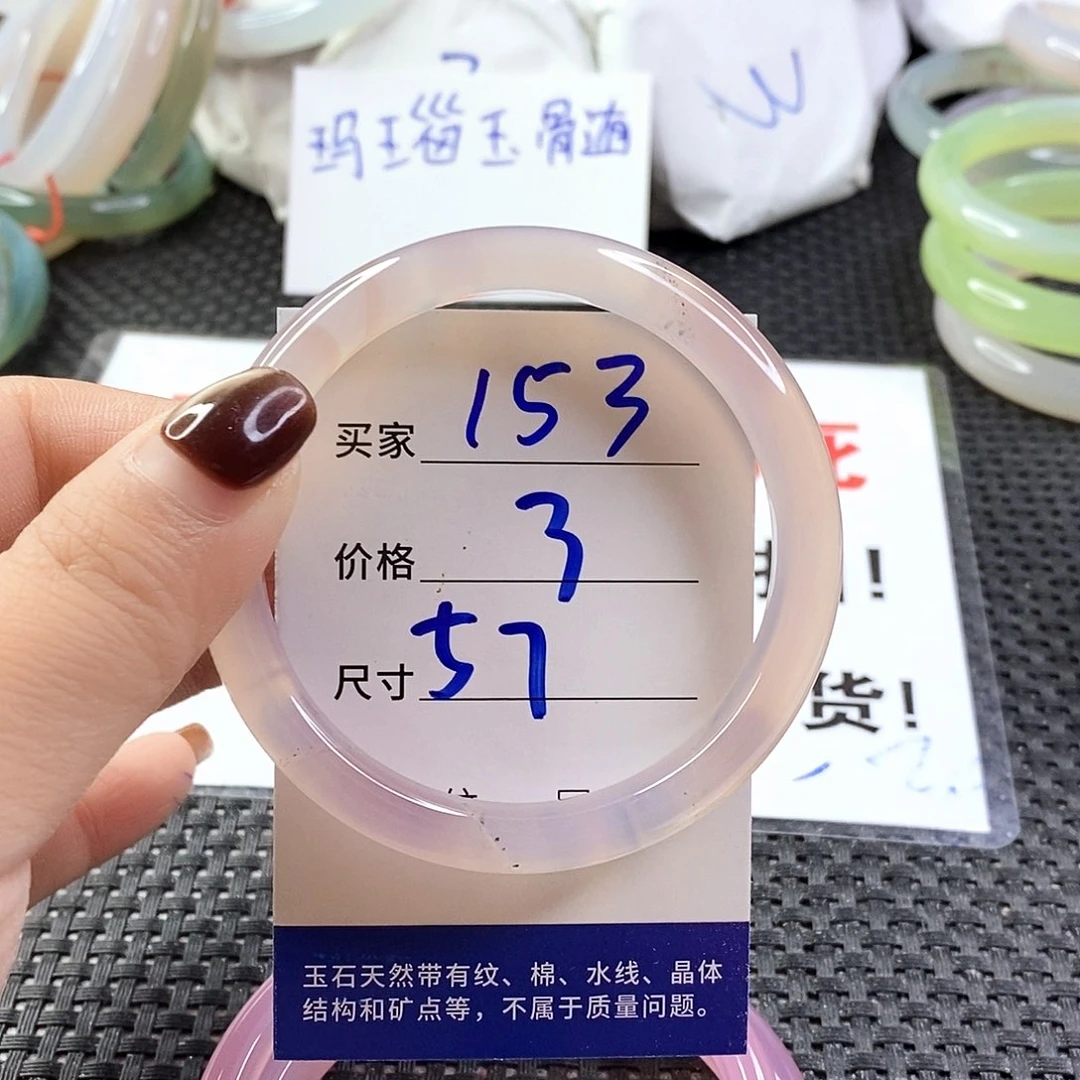 玛瑙玉骨髓
买家 153
价格 3
尺寸 57
货!
玉石天然带有纹、棉、水线、晶体
结构和矿点等，不属于质量问题。